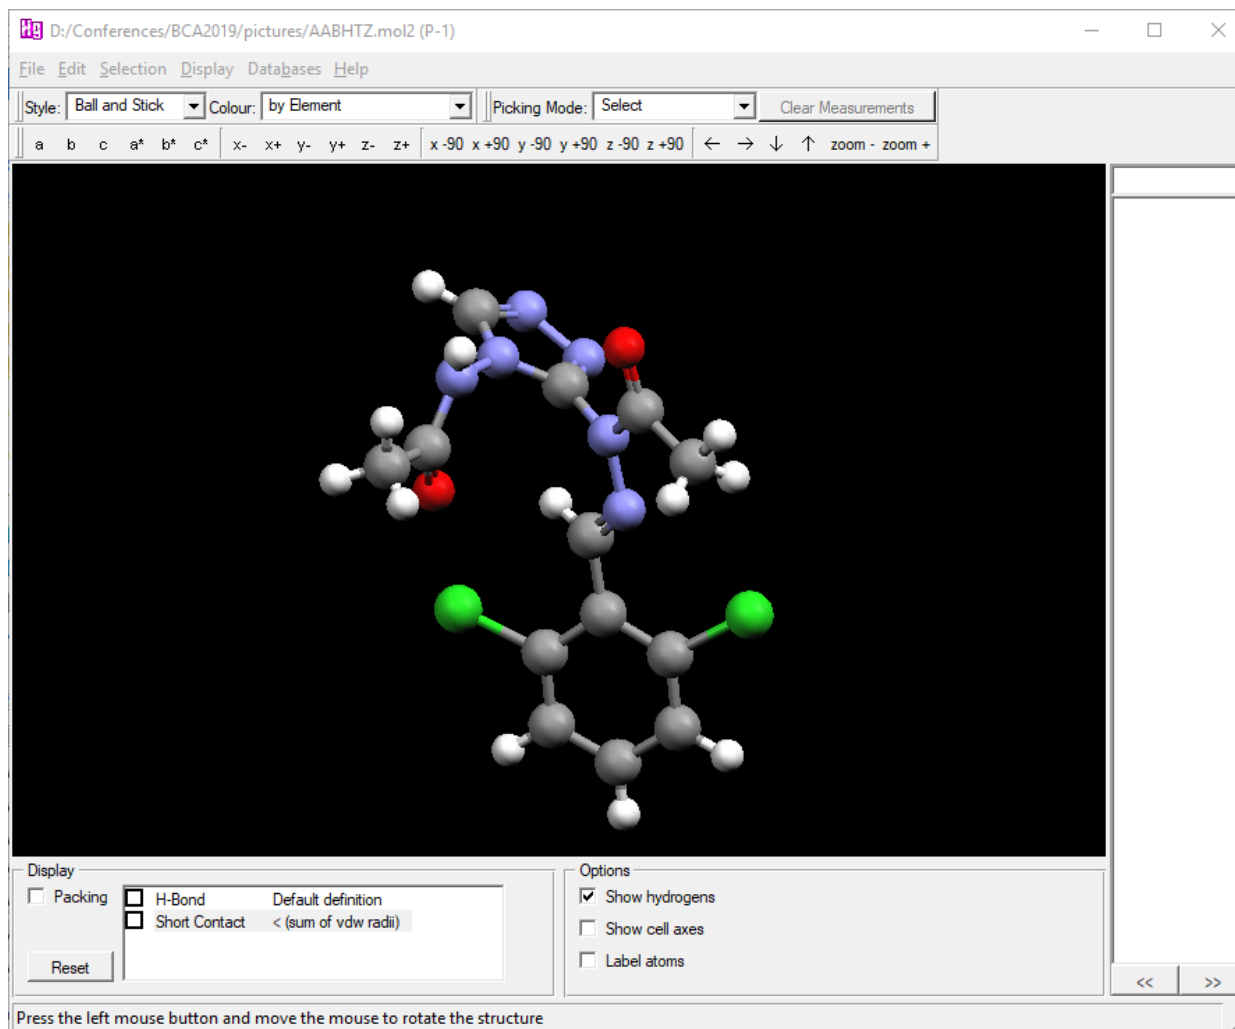 Hg D:/Conferences/BCA2019/pictures/AABHTZ.mol2 (P-1)
File Edit Selection Display Databases Help
Style: Ball and Stick Colour: by Element Picking Mode: Select Clear Measurements
a b c a* b* c* x- x+ y- y+ z- z+ x -90 x +90 y -90 y +90 z -90 z +90 ← → ↓ ↑ zoom - zoom +
Display
Packing
H-Bond Default definition
Short Contact < (sum of vdw radii)
Reset
Options
Show hydrogens
Show cell axes
Label atoms
<< >>
Press the left mouse button and move the mouse to rotate the structure